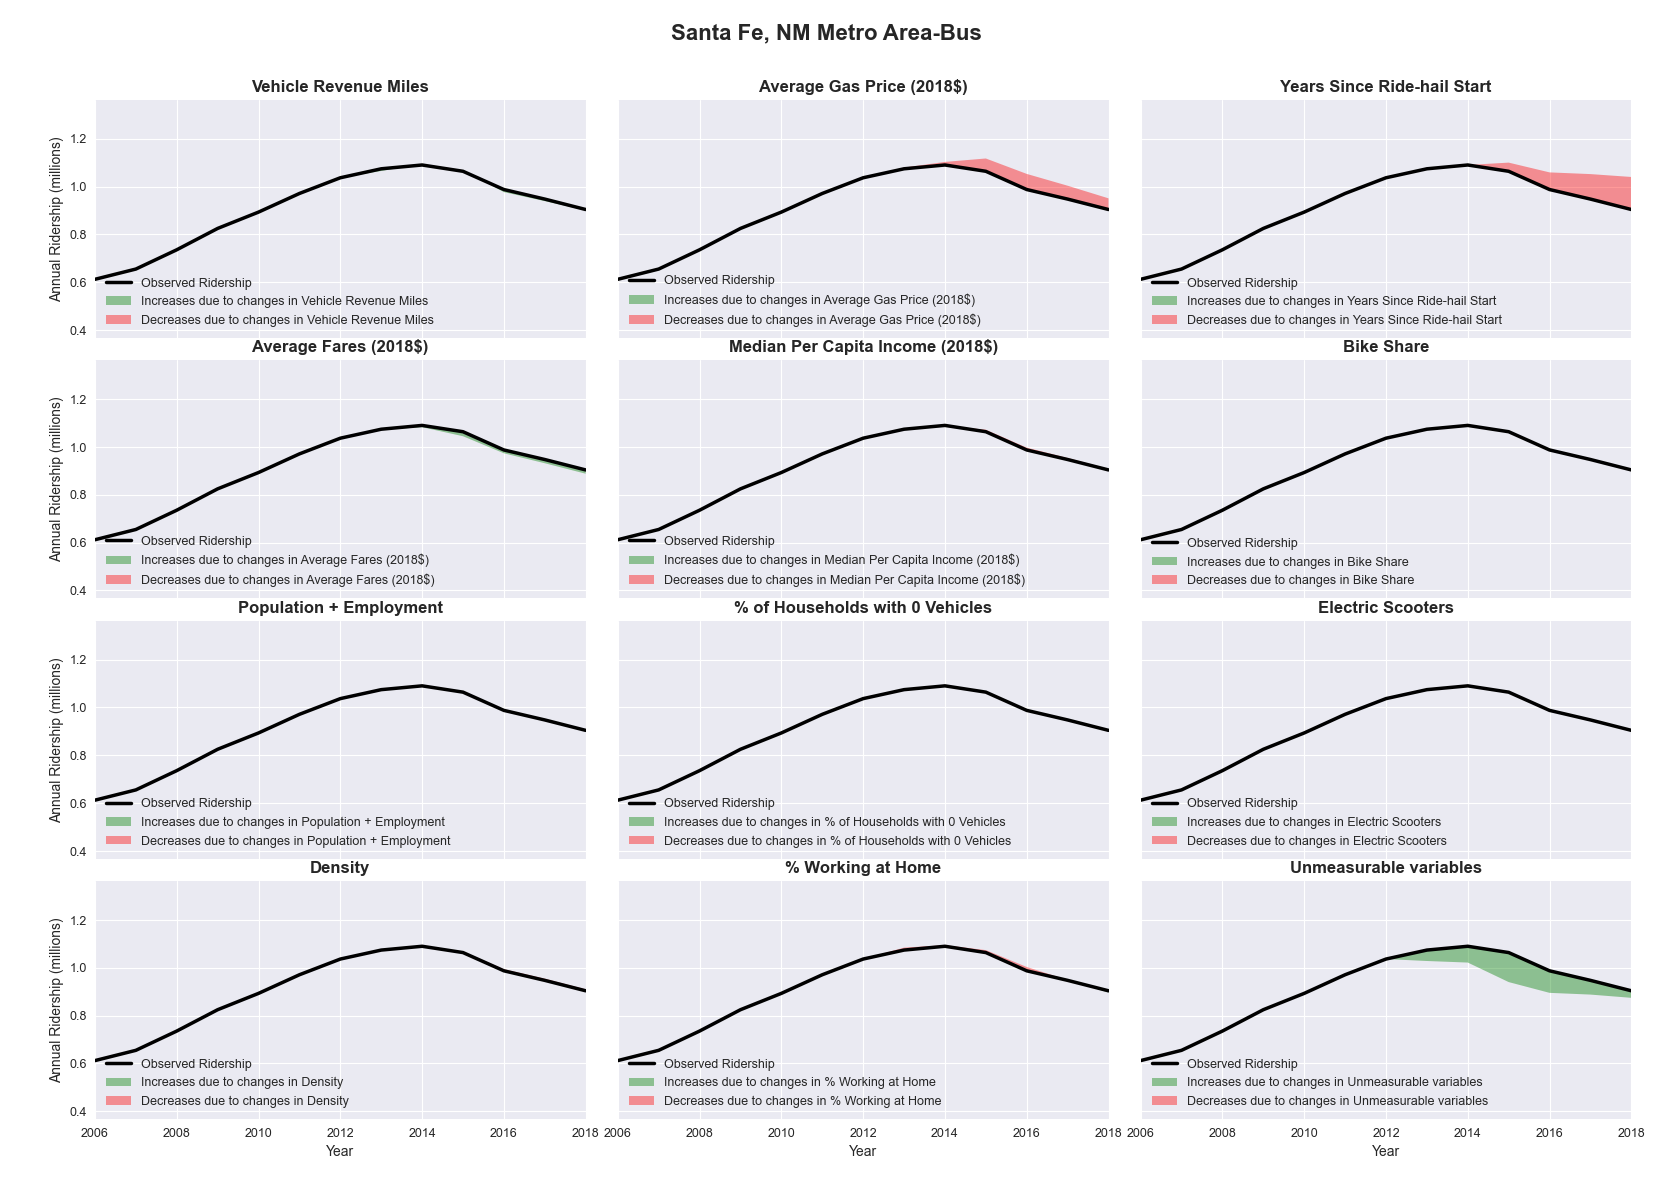 Santa Fe, NM Metro Area-Bus
Vehicle Revenue Miles
Annual Ridership (millions)
1.2
1.0
0.8
0.6
0.4
Observed Ridership
Increases due to changes in Vehicle Revenue Miles
Decreases due to changes in Vehicle Revenue Miles
Average Gas Price (2018$)
Observed Ridership
Increases due to changes in Average Gas Price (2018$)
Decreases due to changes in Average Gas Price (2018$)
Years Since Ride-hail Start
Observed Ridership
Increases due to changes in Years Since Ride-hail Start
Decreases due to changes in Years Since Ride-hail Start
Average Fares (2018$)
Annual Ridership (millions)
1.2
1.0
0.8
0.6
0.4
Observed Ridership
Increases due to changes in Average Fares (2018$)
Decreases due to changes in Average Fares (2018$)
Median Per Capita Income (2018$)
Observed Ridership
Increases due to changes in Median Per Capita Income (2018$)
Decreases due to changes in Median Per Capita Income (2018$)
Bike Share
Observed Ridership
Increases due to changes in Bike Share
Decreases due to changes in Bike Share
Population + Employment
Annual Ridership (millions)
1.2
1.0
0.8
0.6
0.4
Observed Ridership
Increases due to changes in Population + Employment
Decreases due to changes in Population + Employment
% of Households with 0 Vehicles
Observed Ridership
Increases due to changes in % of Households with 0 Vehicles
Decreases due to changes in % of Households with 0 Vehicles
Electric Scooters
Observed Ridership
Increases due to changes in Electric Scooters
Decreases due to changes in Electric Scooters
Density
Annual Ridership (millions)
1.2
1.0
0.8
0.6
0.4
Observed Ridership
Increases due to changes in Density
Decreases due to changes in Density
2006 2008 2010 2012 2014 2016 2018
Year
% Working at Home
Observed Ridership
Increases due to changes in % Working at Home
Decreases due to changes in % Working at Home
2006 2008 2010 2012 2014 2016 2018
Year
Unmeasurable variables
Observed Ridership
Increases due to changes in Unmeasurable variables
Decreases due to changes in Unmeasurable variables
2006 2008 2010 2012 2014 2016 2018
Year